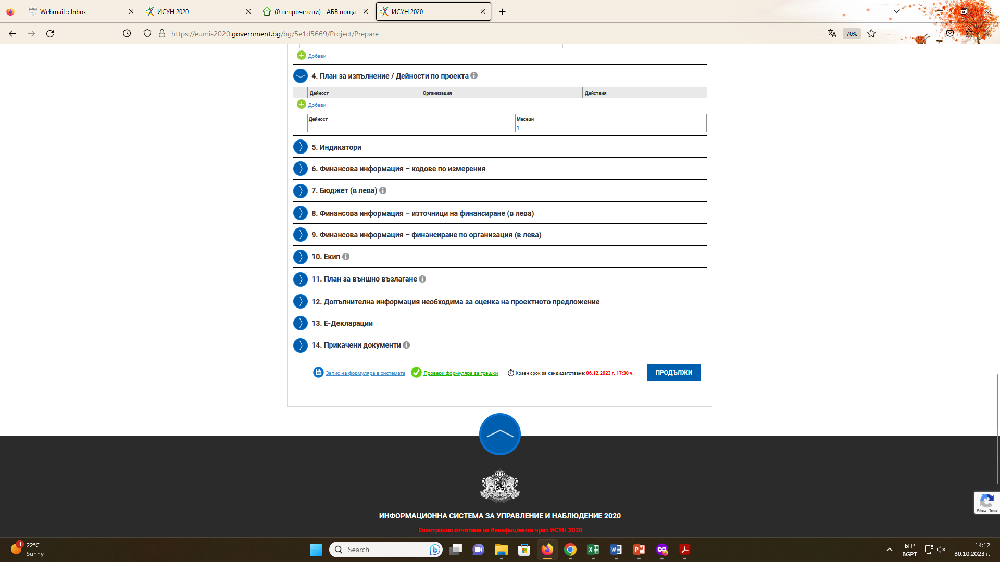 Webmail :: Inbox
ИСУН 2020
(0 непрочетени) - АБВ поща
ИСУН 2020
https://eumis2020.government.bg/bg/5e1d5669/Project/Prepare
70%
Добави
4. План за изпълнение / Дейности по проекта
Дейност Организация Действия
Добави
Дейност Месеци
1
5. Индикатори
6. Финансова информация – кодове по измерения
7. Бюджет (в лева)
8. Финансова информация – източници на финансиране (в лева)
9. Финансова информация – финансиране по организация (в лева)
10. Екип
11. План за външно възлагане
12. Допълнителна информация необходима за оценка на проектното предложение
13. Е-Декларации
14. Прикачени документи
Запис на формуляра в системата Провери формуляра за грешки Краен срок за кандидатстване: 06.12.2023 г. 17:30 ч. ПРОДЪЛЖИ
Privacy - Terms
ИНФОРМАЦИОННА СИСТЕМА ЗА УПРАВЛЕНИЕ И НАБЛЮДЕНИЕ 2020
Електронно отчитане на бенефициенти чрез ИСУН 2020
1
22°C
Sunny
Search
БГР
BGPT
14:12
30.10.2023 г.